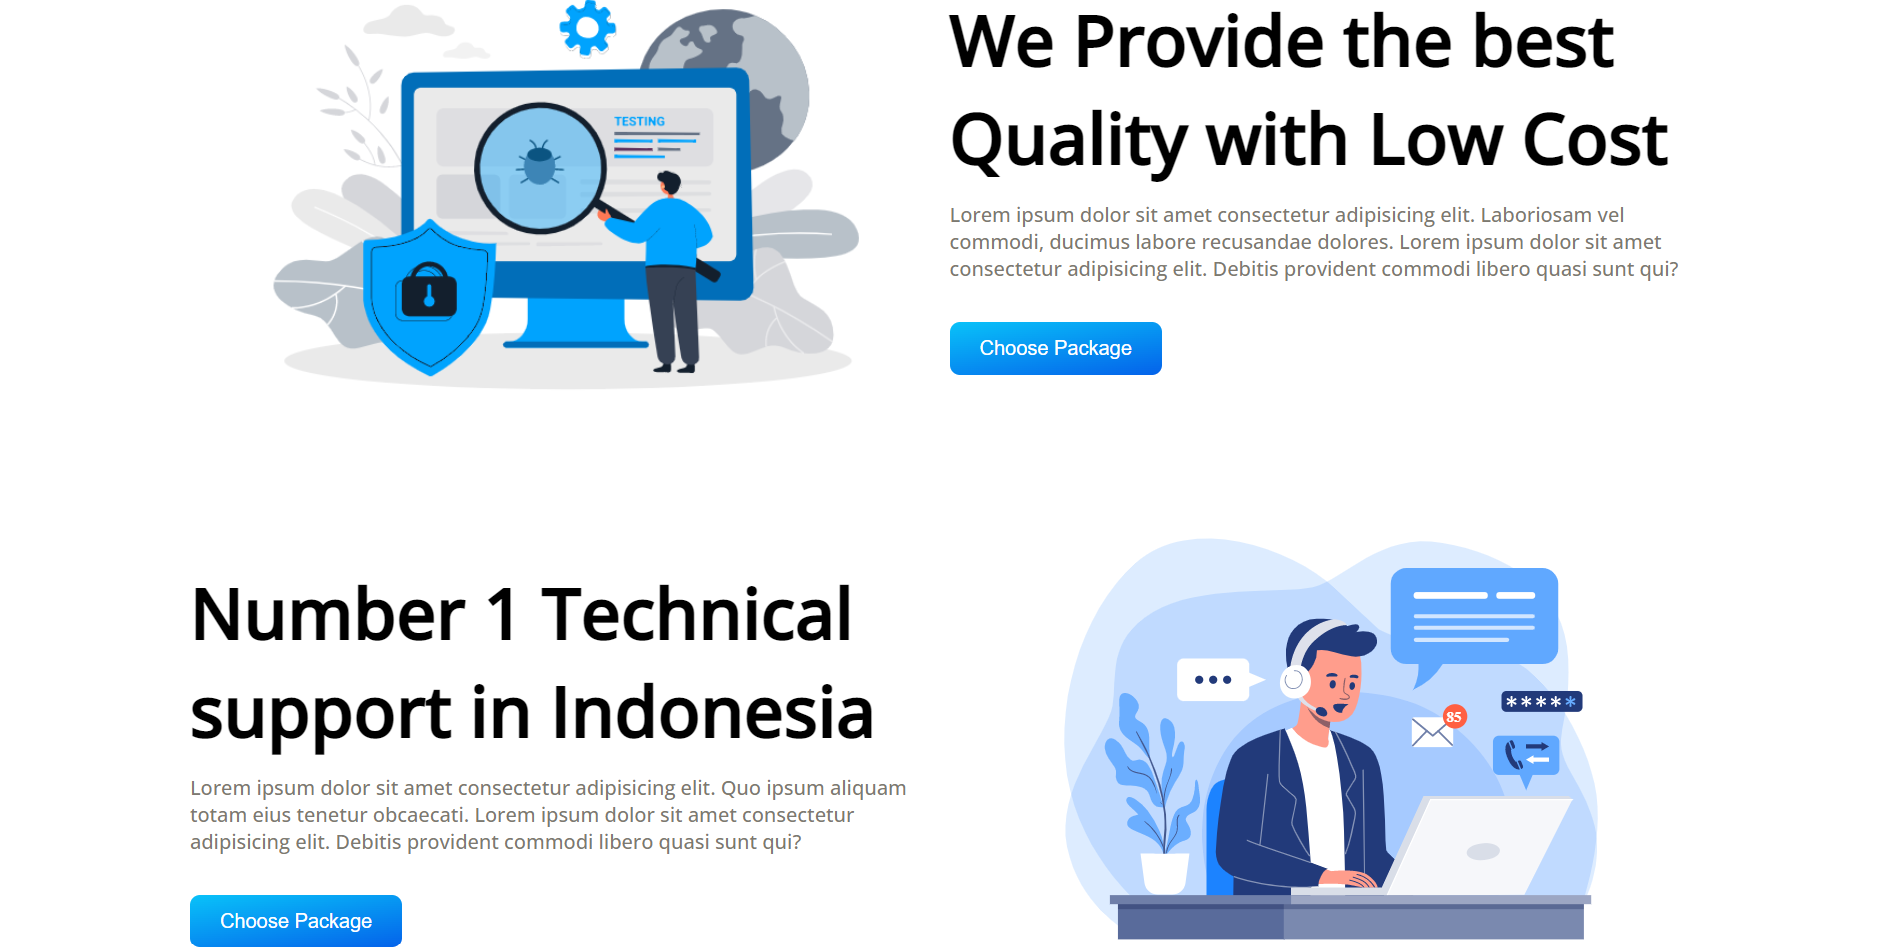 TESTING
We Provide the best
Quality with Low Cost
Lorem ipsum dolor sit amet consectetur adipisicing elit. Laboriosam vel
commodi, ducimus labore recusandae dolores. Lorem ipsum dolor sit amet
consectetur adipisicing elit. Debitis provident commodi libero quasi sunt qui?
Choose Package
Number 1 Technical
support in Indonesia
Lorem ipsum dolor sit amet consectetur adipisicing elit. Quo ipsum aliquam
totam eius tenetur obcaecati. Lorem ipsum dolor sit amet consectetur
adipisicing elit. Debitis provident commodi libero quasi sunt qui?
Choose Package
85
*****